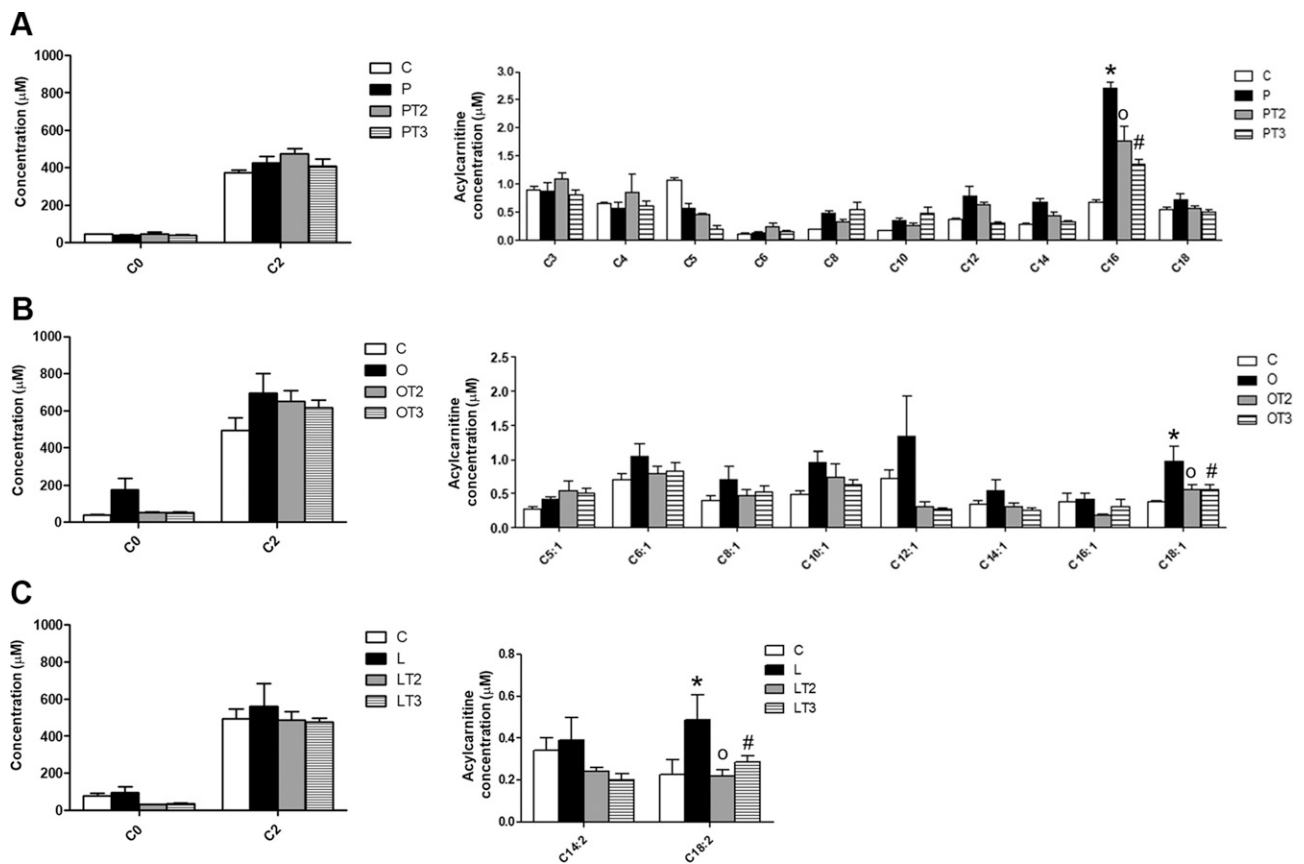 A
Concentration (µM)
1000
800
600
400
200
0
C0
C2
C
P
PT2
PT3
Acylcarnitine
concentration (µM)
3.0
2.5
2.0
1.5
1.0
0.5
0.0
*
o
#
C3
C4
C5
C6
C8
C10
C12
C14
C16
C18
C
P
PT2
PT3
B
Concentration (µM)
1000
800
600
400
200
0
C0
C2
C
O
OT2
OT3
Acylcarnitine
concentration (µM)
2.5
2.0
1.5
1.0
0.5
0.0
*
o
#
C5:1
C6:1
C8:1
C10:1
C12:1
C14:1
C16:1
C18:1
C
O
OT2
OT3
C
Concentration (µM)
1000
800
600
400
200
0
C0
C2
C
L
LT2
LT3
Acylcarnitine
concentration (µM)
0.8
0.6
0.4
0.2
0.0
*
o
#
C14:2
C18:2
C
L
LT2
LT3